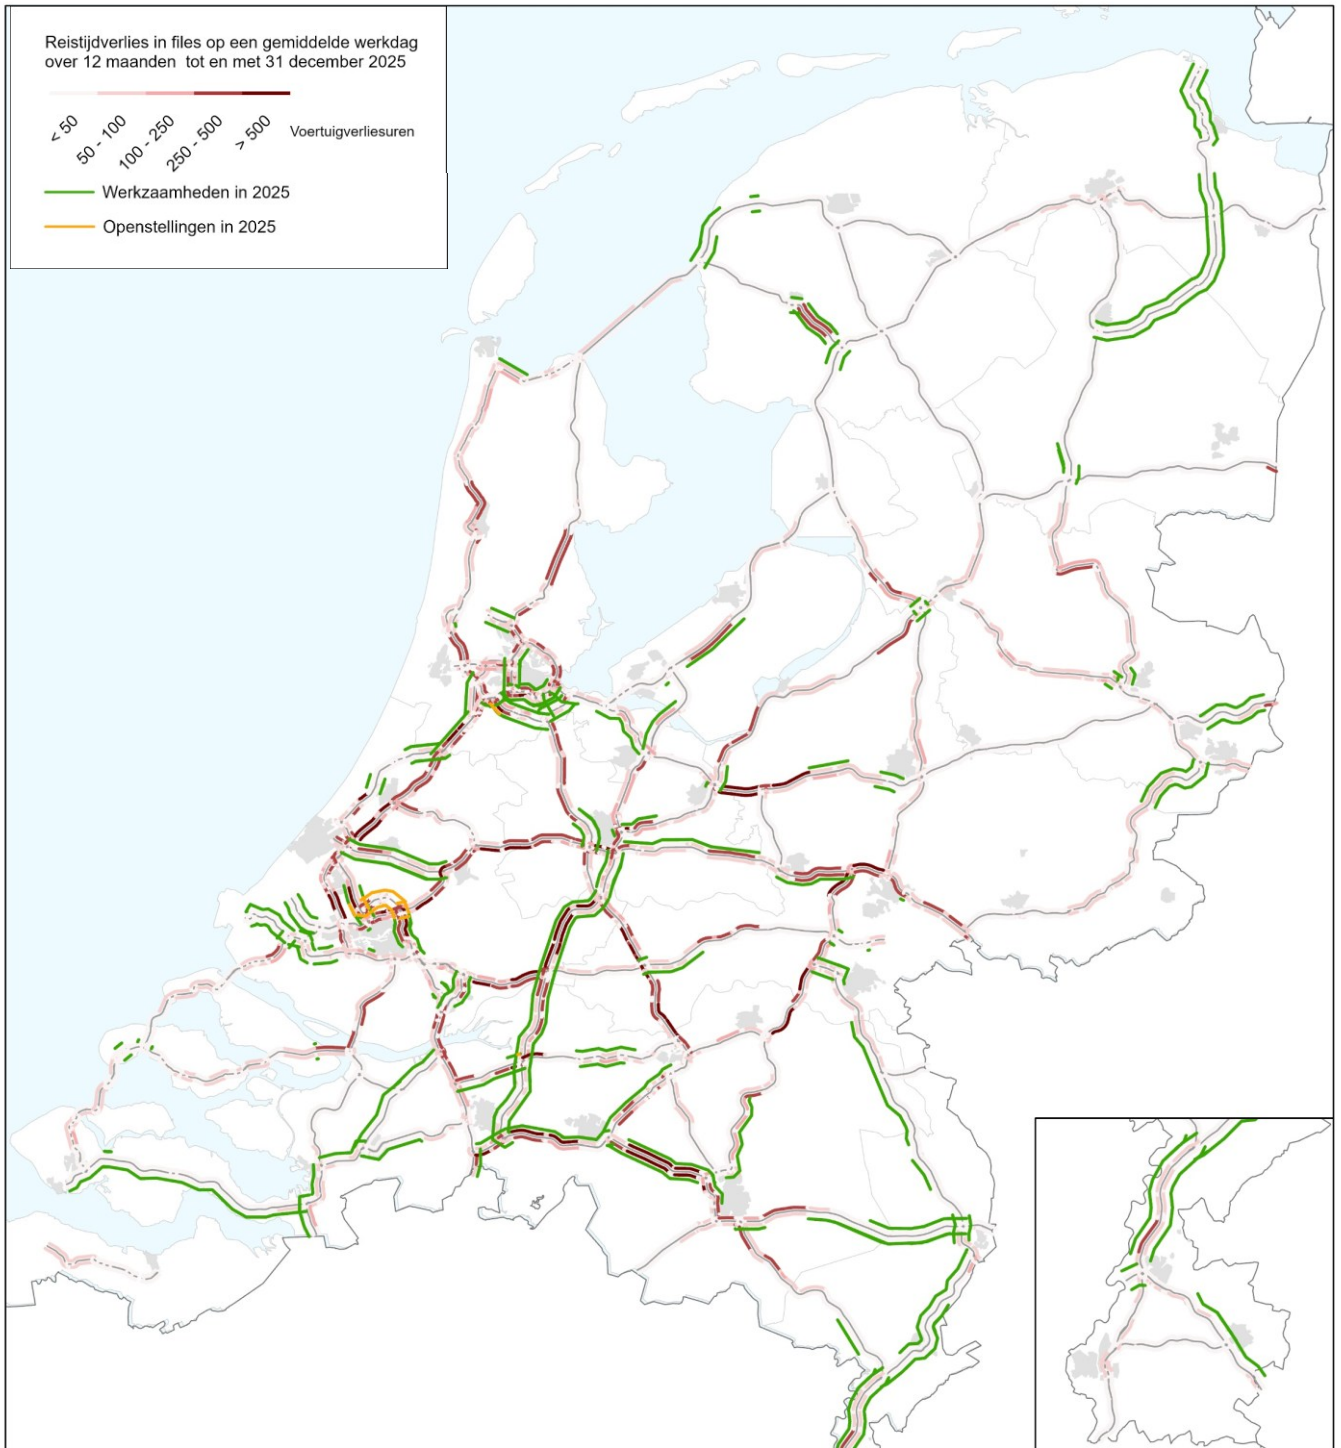 Reistijdverlies in files op een gemiddelde werkdag
over 12 maanden tot en met 31 december 2025
< 50
50 - 100
100 - 250
250 - 500
> 500
Voertuigverliesuren
Werkzaamheden in 2025
Openstellingen in 2025